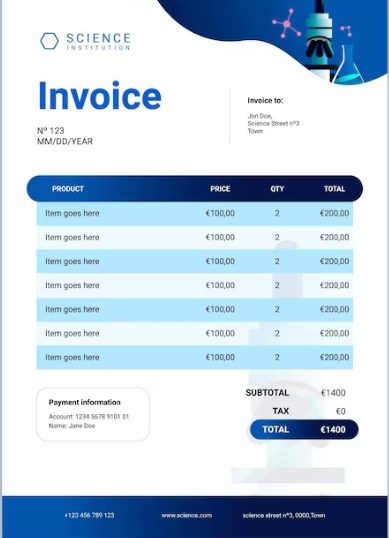 SCIENCE
INSTITUTION
Invoice
Nº 123
MM/DD/YEAR
Inveice to:
Jon Doe,
Science Street nº3
Town
PRODUCT PRICE QTY TOTAL
Item goes here €100,00 2 €200,00
Item goes here €100,00 2 €200,00
Item goes here €100,00 2 €200,00
Item goes here €100,00 2 €200,00
Item goes here €100,00 2 €200,00
Item goes here €100,00 2 €200,00
Item goes here €100,00 2 €200,00
SUBTOTAL €1400
TAX €0
TOTAL €1400
Payment information
Account: 1234 5678 9101 01
Name: Jane Doe
+123 456 789 123 www.science.com science street nº3, 0000,Town